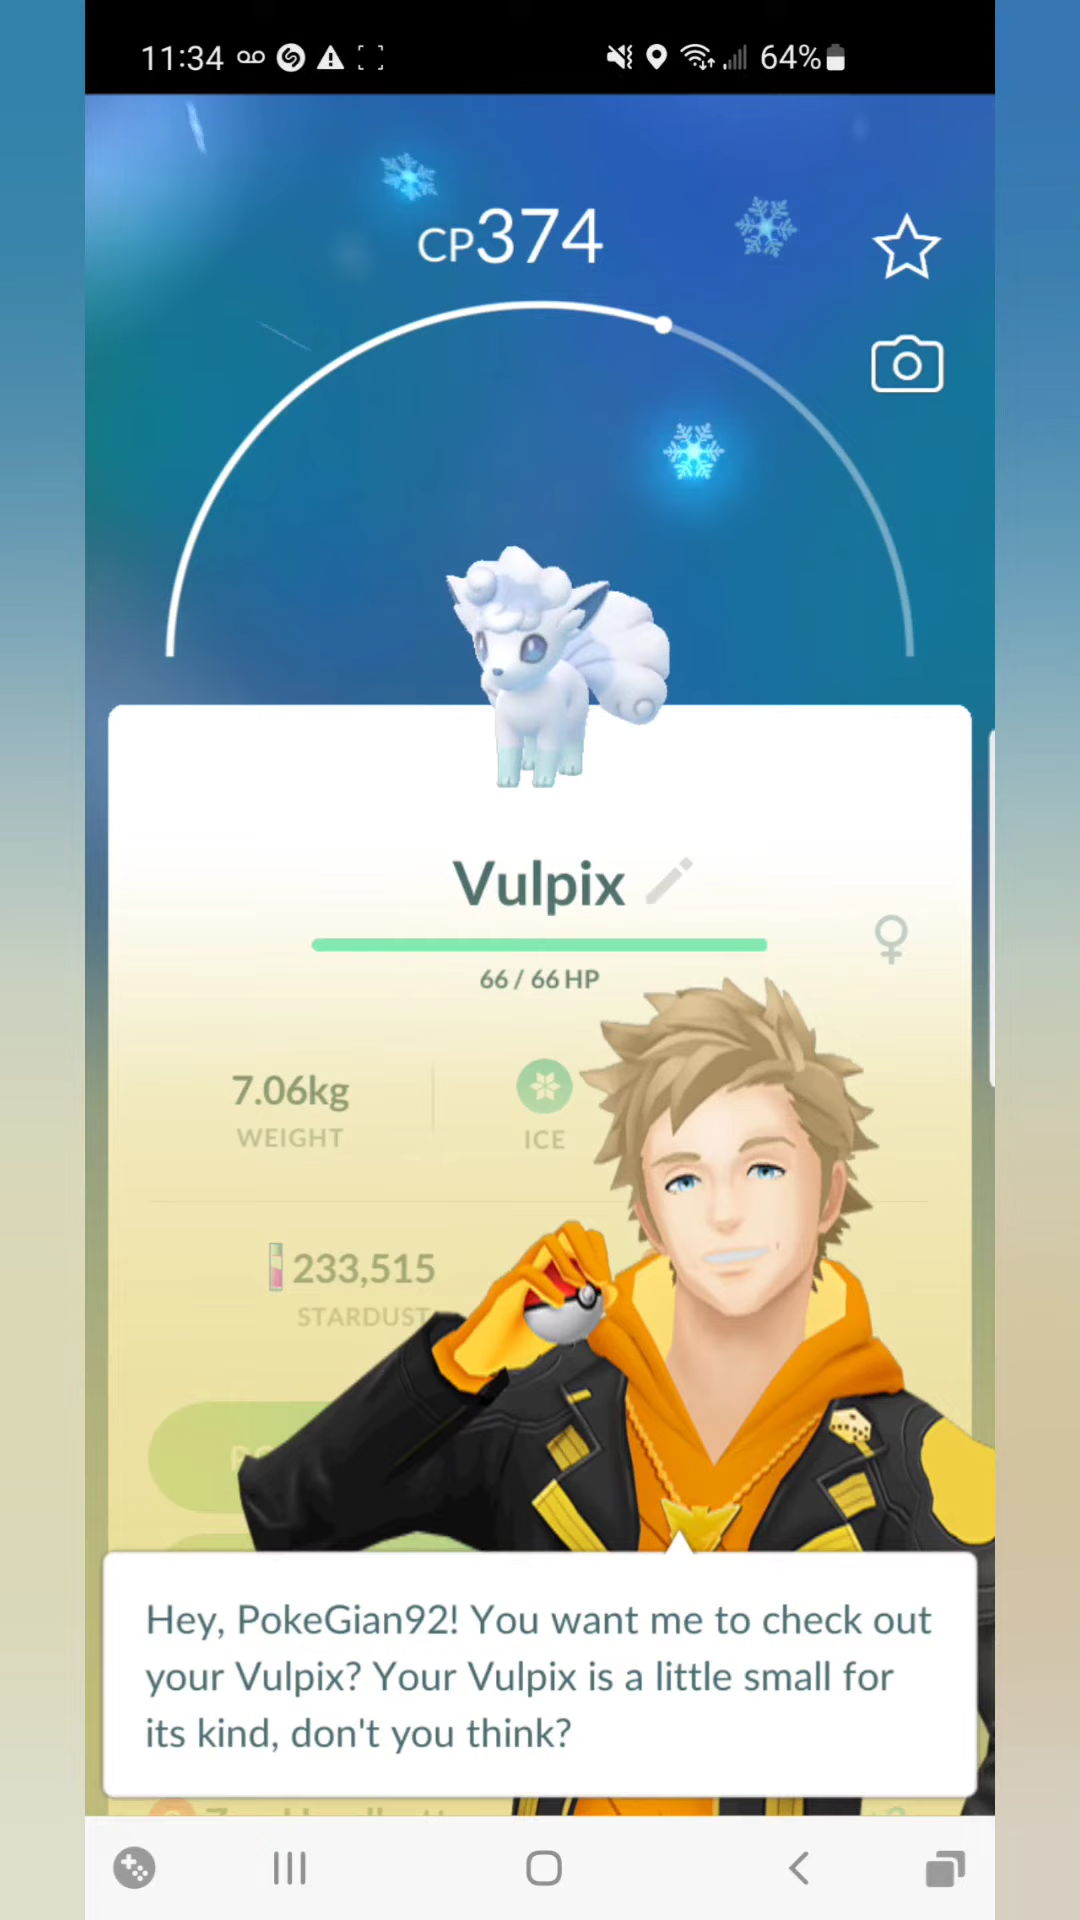 11:34 64%
CP374
Vulpix
66 / 66 HP
7.06kg
WEIGHT
ICE
233,515
STARDUST
Hey, PokeGian92! You want me to check out
your Vulpix? Your Vulpix is a little small for
its kind, don't you think?